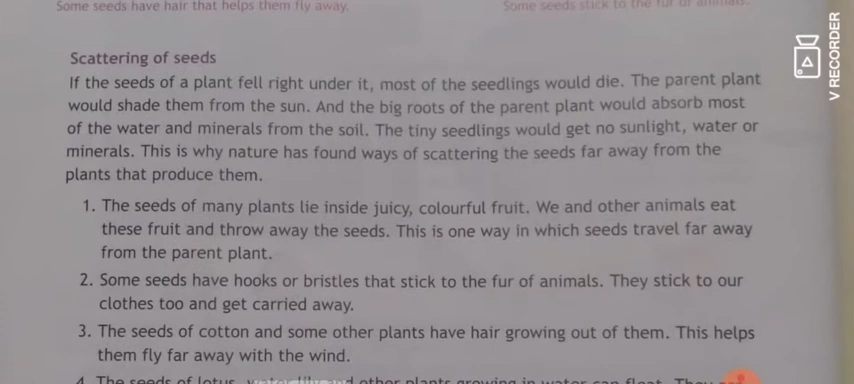 Some seeds have hair that helps them fly away.
Some seeds stick to the fur of animals.
Scattering of seeds
If the seeds of a plant fell right under it, most of the seedlings would die. The parent plant
would shade them from the sun. And the big roots of the parent plant would absorb most
of the water and minerals from the soil. The tiny seedlings would get no sunlight, water or
minerals. This is why nature has found ways of scattering the seeds far away from the
plants that produce them.
1. The seeds of many plants lie inside juicy, colourful fruit. We and other animals eat
these fruit and throw away the seeds. This is one way in which seeds travel far away
from the parent plant.
2. Some seeds have hooks or bristles that stick to the fur of animals. They stick to our
clothes too and get carried away.
3. The seeds of cotton and some other plants have hair growing out of them. This helps
them fly far away with the wind.
4. The seeds of lotus, and other plants growing in water can float. They
V RECORDER